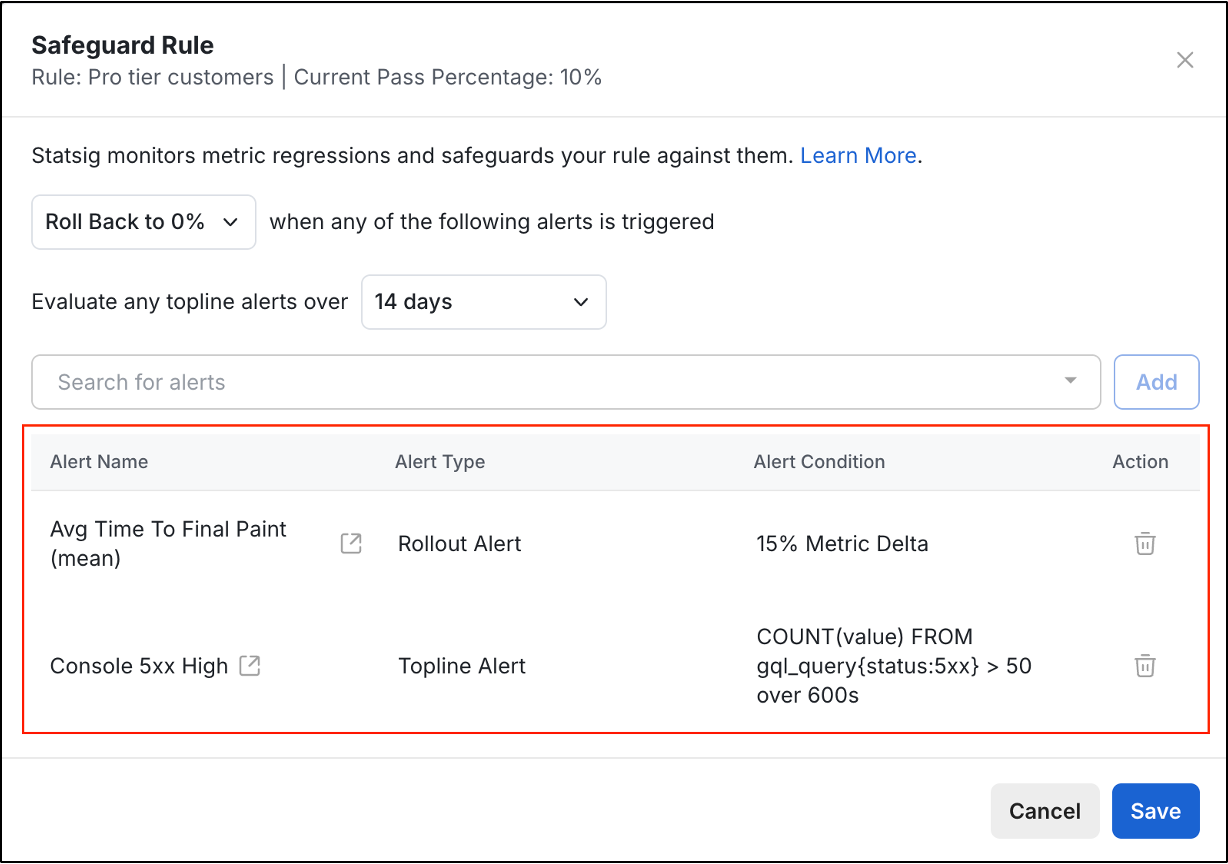 Safeguard Rule
Rule: Pro tier customers | Current Pass Percentage: 10%
Statsig monitors metric regressions and safeguards your rule against them. Learn More.
Roll Back to 0% when any of the following alerts is triggered
Evaluate any topline alerts over 14 days
Search for alerts Add
Alert Name Alert Type Alert Condition Action
Avg Time To Final Paint
(mean)
Rollout Alert
15% Metric Delta
Console 5xx High
Topline Alert
COUNT(value) FROM
gql_query{status:5xx} > 50
over 600s
Cancel Save